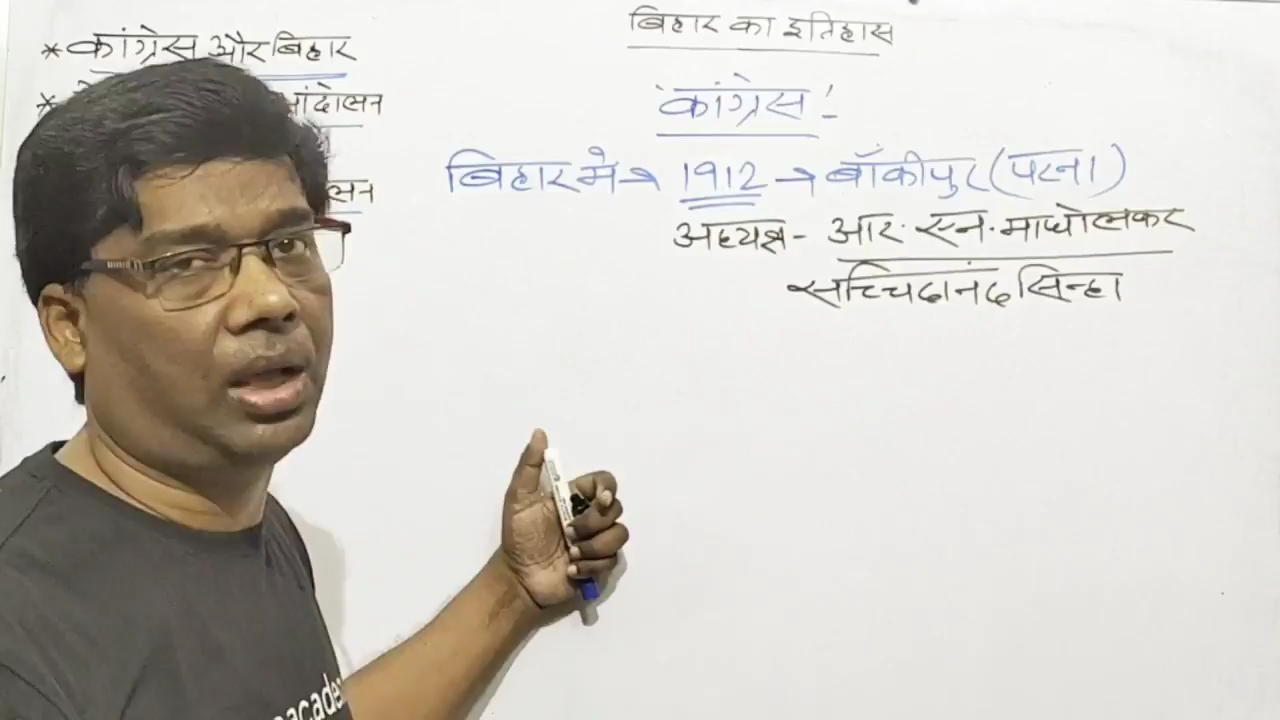 बिहार का इतिहास
* कांग्रेस और बिहार
*
लन
कांग्रेस :-
बिहार में → 1912 → बाँकीपुर (पटना)
अध्यक्ष - आर. एन. माधोलकर
सच्चिदानंद सिन्हा